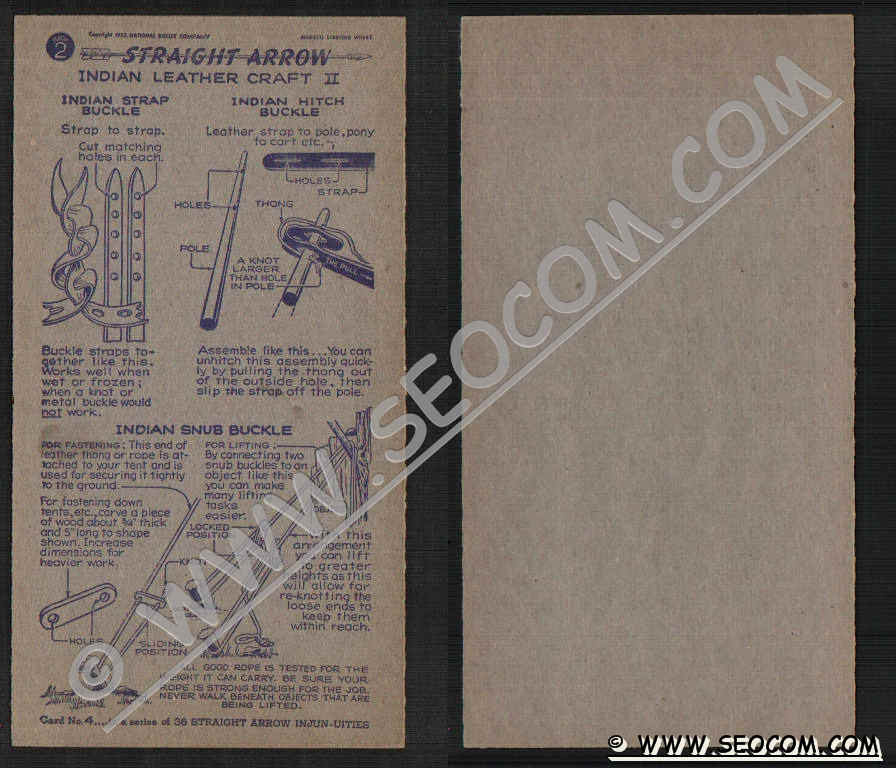 BOOK
2
Copyright 1952, NATIONAL BISCUIT COMPANY
STRAIGHT ARROW
INDIAN LEATHER CRAFT II
INDIAN STRAP
BUCKLE
Strap to strap.
Cut matching
holes in each.
Buckle straps to-
gether like this.
Works well when
wet or frozen;
when a knot or
metal buckle would
not work.
INDIAN HITCH
BUCKLE
Leather strap to pole, pony
to cart etc.
HOLES
STRAP
HOLES
THONG
POLE
A KNOT
LARGER
THAN HOLE
IN POLE
THE POLE
Assemble like this...You can
unhitch this assembly quick-
ly by pulling the thong out
of the outside hole, then
slip the strap off the pole.
INDIAN SNUB BUCKLE
FOR FASTENING: This end of
leather thong or rope is at-
tached to your tent and is
used for securing it tightly
to the ground.
For fastening down
tents, etc., carve a piece
of wood about 3/4" thick
and 5" long to shape
shown. Increase
dimensions for
heavier work.
HOLES
KNOT
SLIDING
POSITION
FOR LIFTING:
By connecting two
snub buckles to an
object like this
you can make
many lifting
tasks
easier.
LOCKED
POSITION
With this
arrangement
you can lift
to greater
heights as this
will allow for
re-knotting the
loose ends to
keep them
within reach.
ALL GOOD ROPE IS TESTED FOR THE
WEIGHT IT CAN CARRY. BE SURE YOUR
ROPE IS STRONG ENOUGH FOR THE JOB.
NEVER WALK BENEATH OBJECTS THAT ARE
BEING LIFTED.
Card No. 4.... in a series of 36 STRAIGHT ARROW INJUN-UITIES
© WWW.SEOCOM.COM
© WWW.SEOCOM.COM